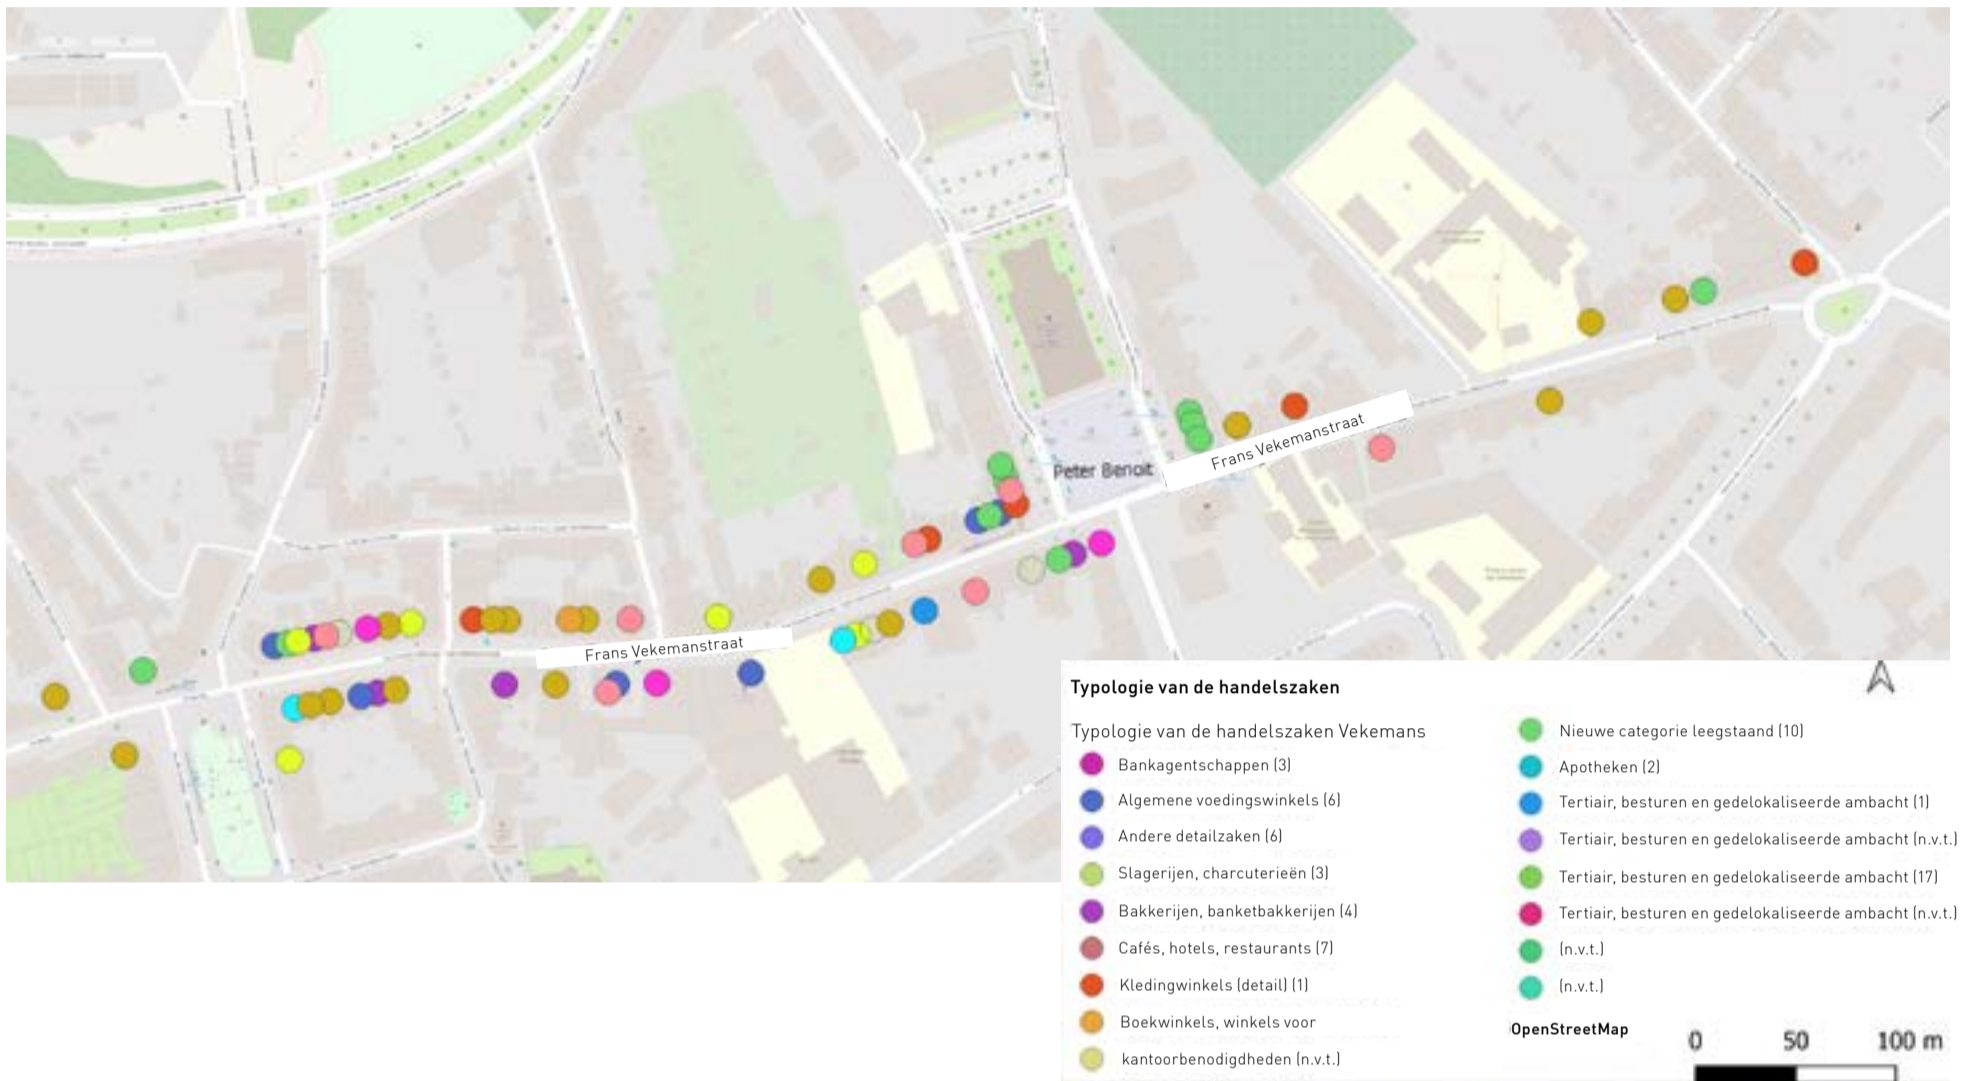 Peter Benoit
Frans Vekemanstraat
Frans Vekemanstraat
Typologie van de handelszaken
Typologie van de handelszaken Vekemans
Bankagentschappen (3)
Algemene voedingswinkels (6)
Andere detailzaken (6)
Slagerijen, charcuterieën (3)
Bakkerijen, banketbakkerijen (4)
Cafés, hotels, restaurants (7)
Kledingwinkels (detail) (1)
Boekwinkels, winkels voor
kantoorbenodigdheden (n.v.t.)
Nieuwe categorie leegstaand (10)
Apotheken (2)
Tertiair, besturen en gedelokaliseerde ambacht (1)
Tertiair, besturen en gedelokaliseerde ambacht (n.v.t.)
Tertiair, besturen en gedelokaliseerde ambacht (17)
Tertiair, besturen en gedelokaliseerde ambacht (n.v.t.)
(n.v.t.)
(n.v.t.)
OpenStreetMap
0 50 100 m